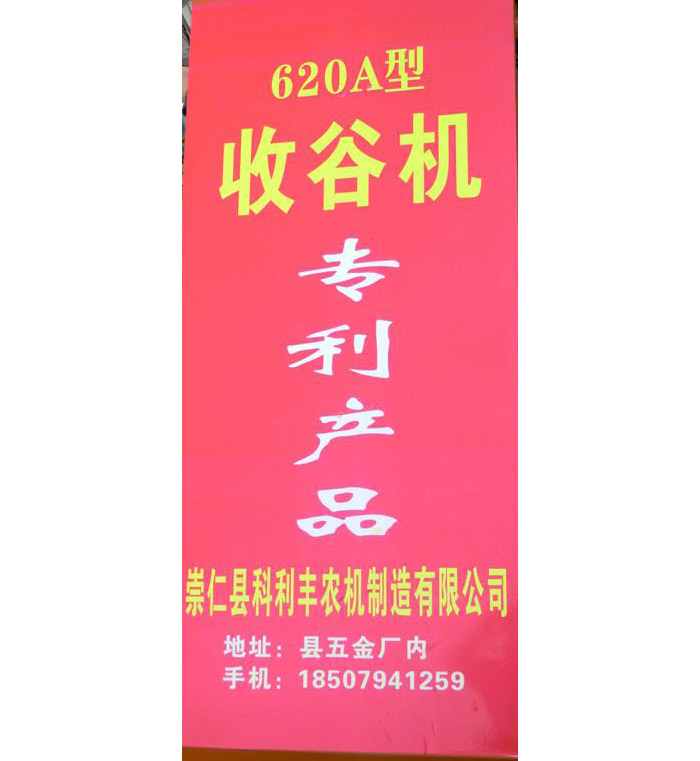 620A型
收谷机
专利产品
崇仁县科利丰农机制造有限公司
地址：县五金厂内
手机：18507941259